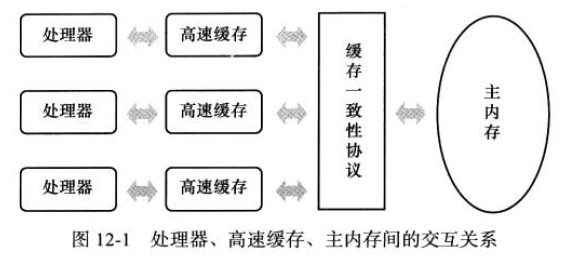 处理器
高速缓存
处理器
高速缓存
处理器
高速缓存
缓存一致性协议
主内存
图 12-1 处理器、高速缓存、主内存间的交互关系